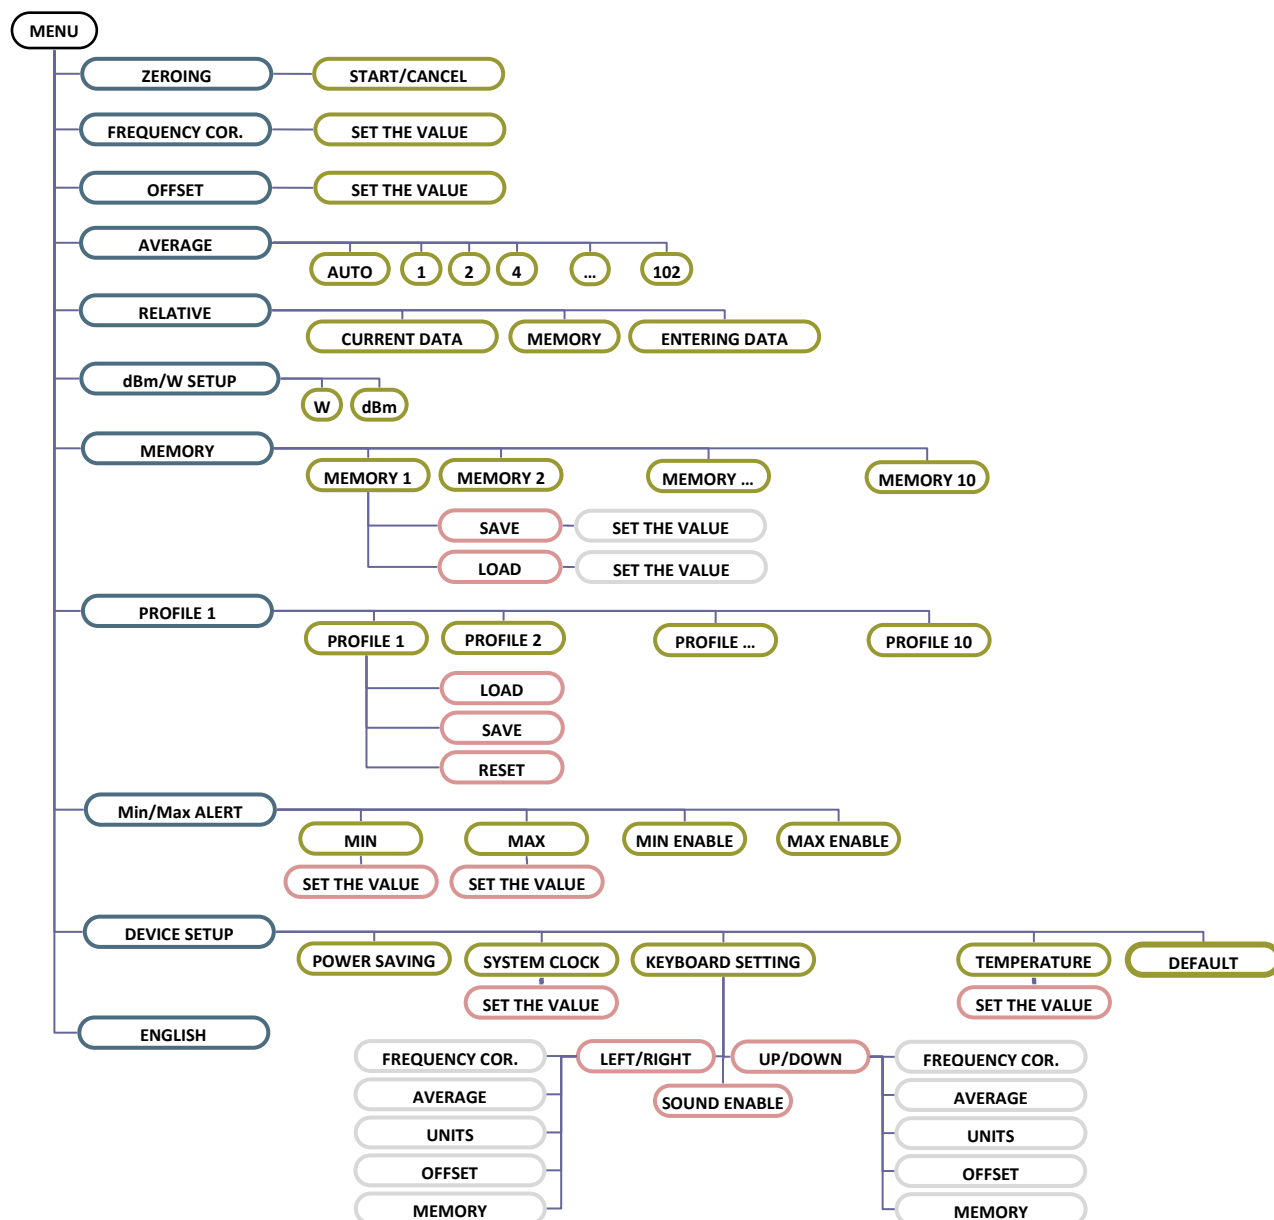 MENU
ZEROING
START/CANCEL
FREQUENCY COR.
SET THE VALUE
OFFSET
SET THE VALUE
AVERAGE
AUTO
1
2
4
...
102
RELATIVE
CURRENT DATA
MEMORY
ENTERING DATA
dBm/W SETUP
W
dBm
MEMORY
MEMORY 1
MEMORY 2
MEMORY ...
MEMORY 10
SAVE
SET THE VALUE
LOAD
SET THE VALUE
PROFILE 1
PROFILE 1
PROFILE 2
PROFILE ...
PROFILE 10
LOAD
SAVE
RESET
Min/Max ALERT
MIN
MAX
MIN ENABLE
MAX ENABLE
SET THE VALUE
SET THE VALUE
DEVICE SETUP
POWER SAVING
SYSTEM CLOCK
KEYBOARD SETTING
TEMPERATURE
DEFAULT
SET THE VALUE
SET THE VALUE
ENGLISH
FREQUENCY COR.
LEFT/RIGHT
UP/DOWN
FREQUENCY COR.
AVERAGE
SOUND ENABLE
AVERAGE
UNITS
UNITS
OFFSET
OFFSET
MEMORY
MEMORY